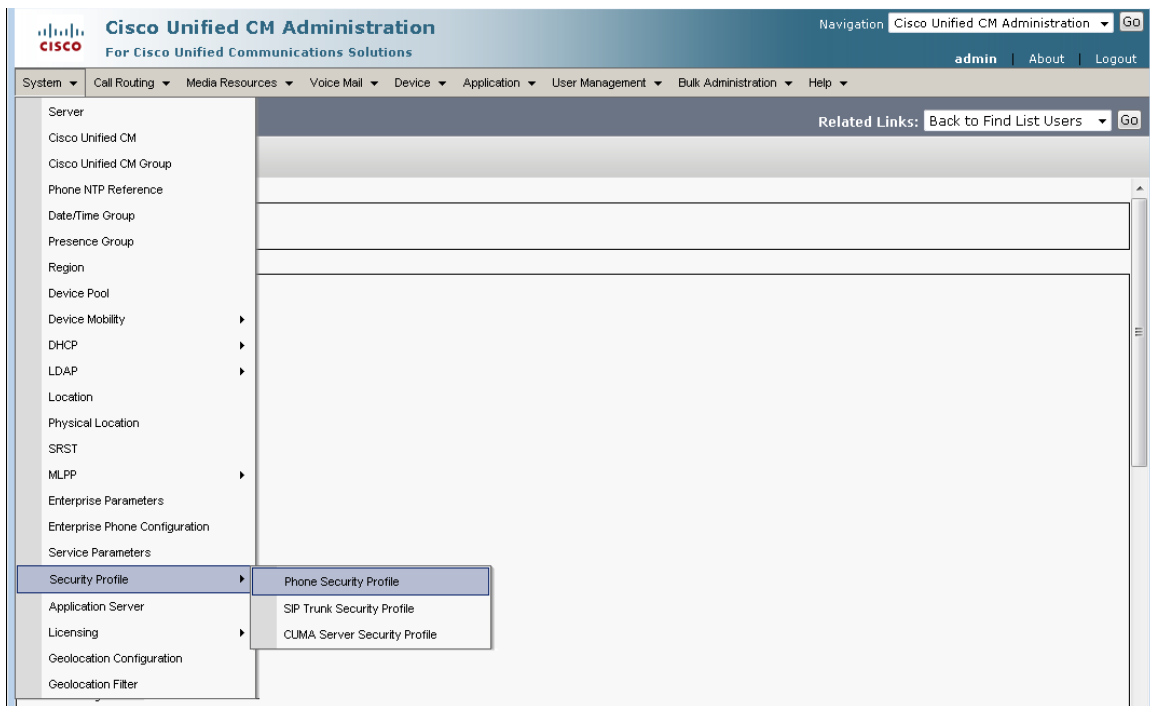 Cisco Unified CM Administration
For Cisco Unified Communications Solutions
CISCO
Navigation Cisco Unified CM Administration Go
admin | About | Logout
System Call Routing Media Resources Voice Mail Device Application User Management Bulk Administration Help
Related Links: Back to Find List Users Go
Server
Cisco Unified CM
Cisco Unified CM Group
Phone NTP Reference
Date/Time Group
Presence Group
Region
Device Pool
Device Mobility
DHCP
LDAP
Location
Physical Location
SRST
MLPP
Enterprise Parameters
Enterprise Phone Configuration
Service Parameters
Security Profile
Phone Security Profile
Application Server
SIP Trunk Security Profile
Licensing
CUMA Server Security Profile
Geolocation Configuration
Geolocation Filter